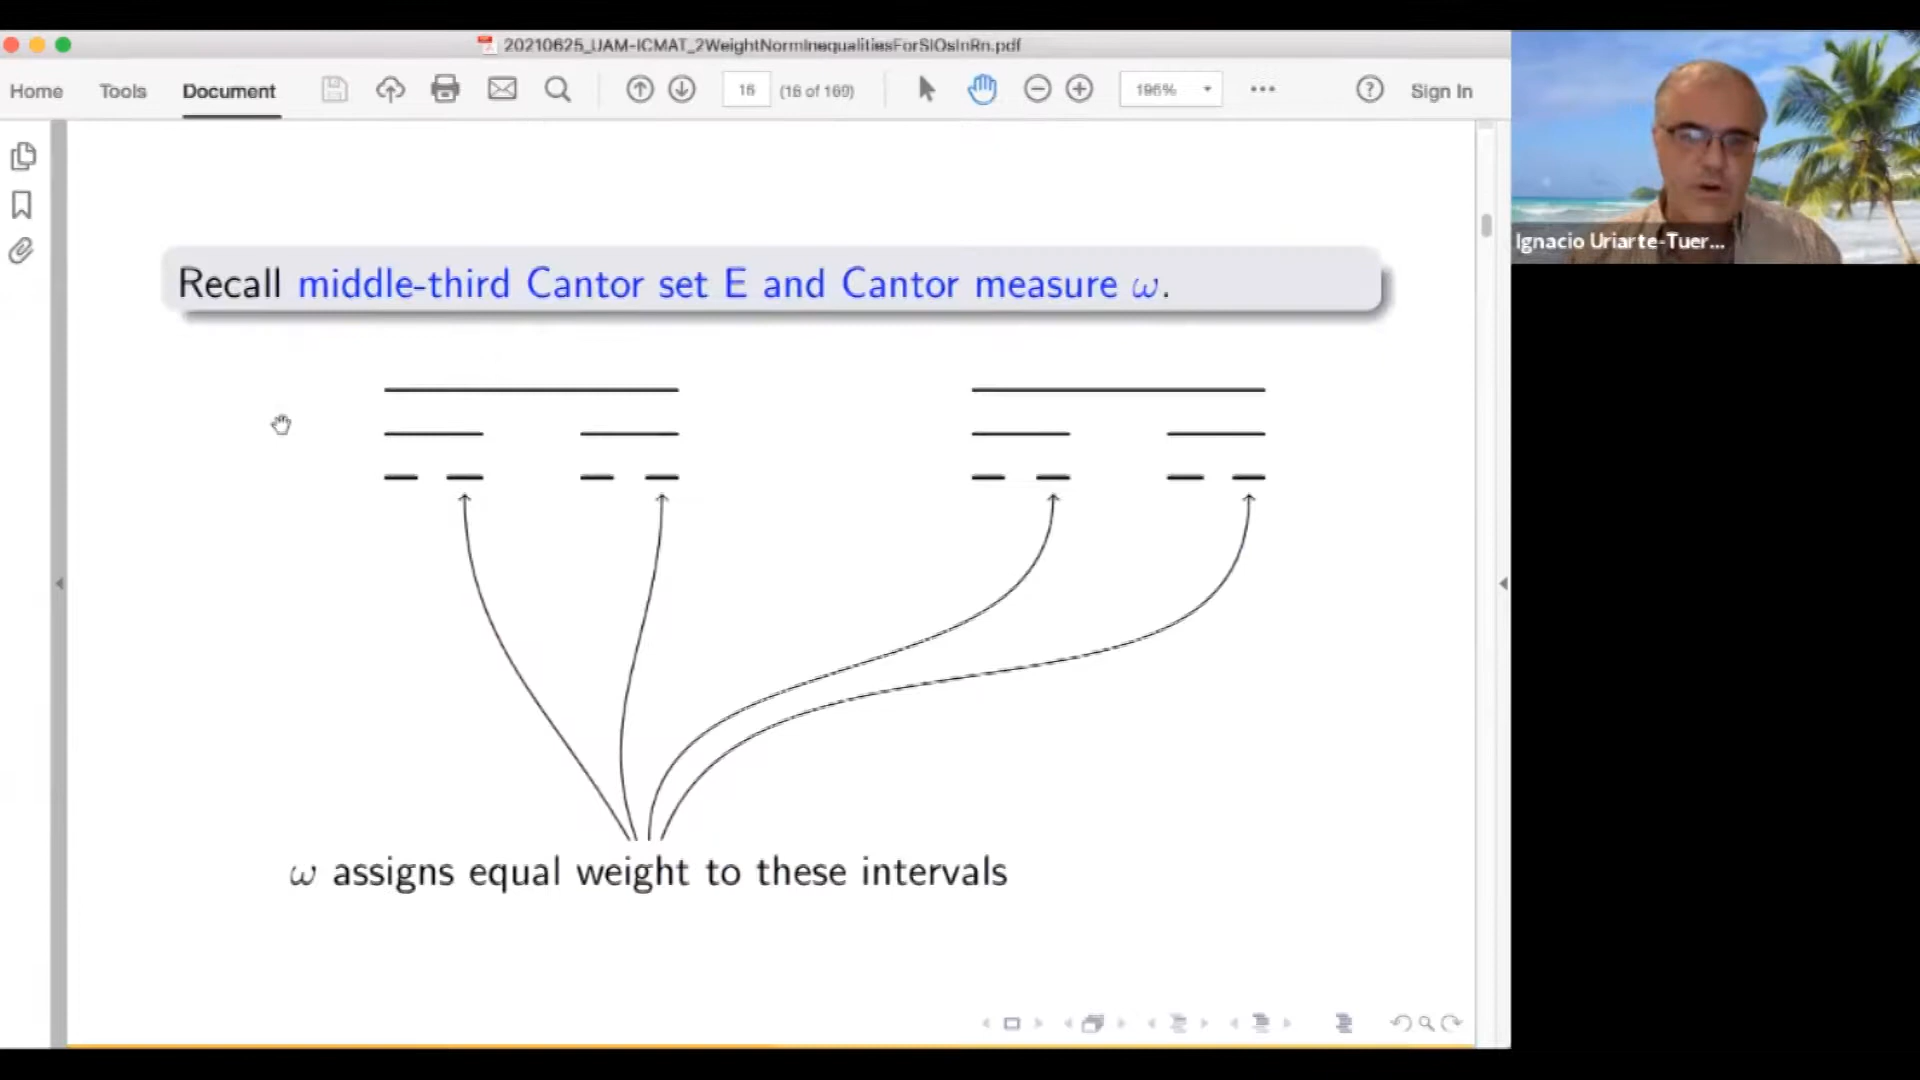 20210625_UAM-ICMAT_2WeightNormInequalitiesForSIOsInRn.pdf
Home Tools Document 16 (16 of 169) 196% Sign In
Ignacio Uriarte-Tuer...
Recall middle-third Cantor set E and Cantor measure ω.
ω assigns equal weight to these intervals